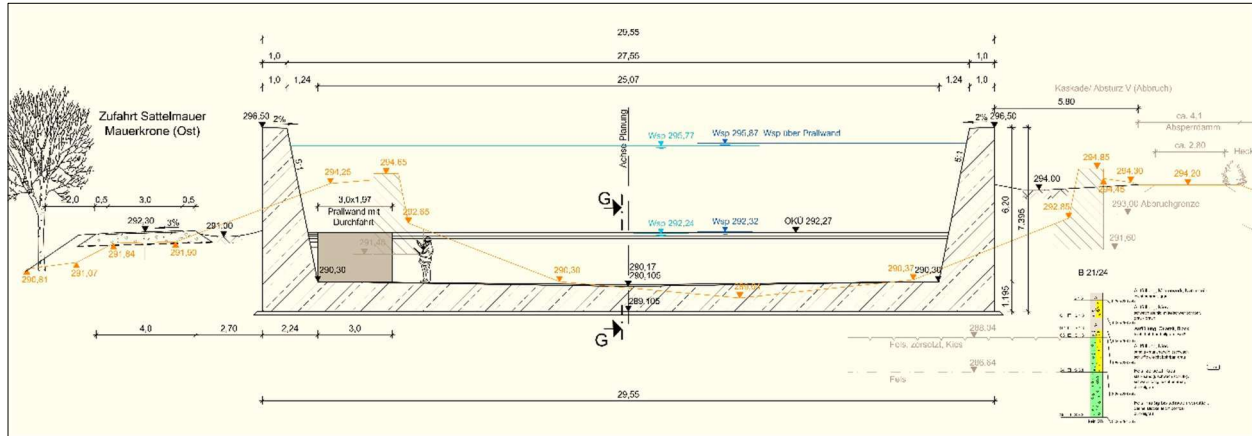 29,55
1,0 27,55 1,0
1,0 1,24 25,07 1,24 1,0
Kaskade/ Absturz V (Abbruch)
5.80
ca. 4,1
Absperrdamm
ca. 2,80
Zufahrt Sattelmauer
Mauerkrone (Ost)
296,50
2%
5:1
Achse Planung
Wsp 295,77
Wsp 295,87 Wsp über Prallwand
2%
296,50
5:1
294,25
294.65
3,0x1,97
Prallwand mit
Durchfahrt
292.65
G
Wsp 292,24
Wsp 292,32
OKÜ 292,27
6.20
7,395
294.00
294.85
294.30
294,45
294.20
292.85
293,00 Abbruchgrenze
291,60
2,0 0,5 3,0 0,5
292,30
3%
291,00
291,84
291,90
291,07
290,81
291,40
290,30
290,30
290,17
290,105
290,37
290,30
289,105
1,195
G
B 21/24
4,0 2,70 2,24 3,0
288,04
Fels, zersetzt, Kies
286,64
Fels
29,55